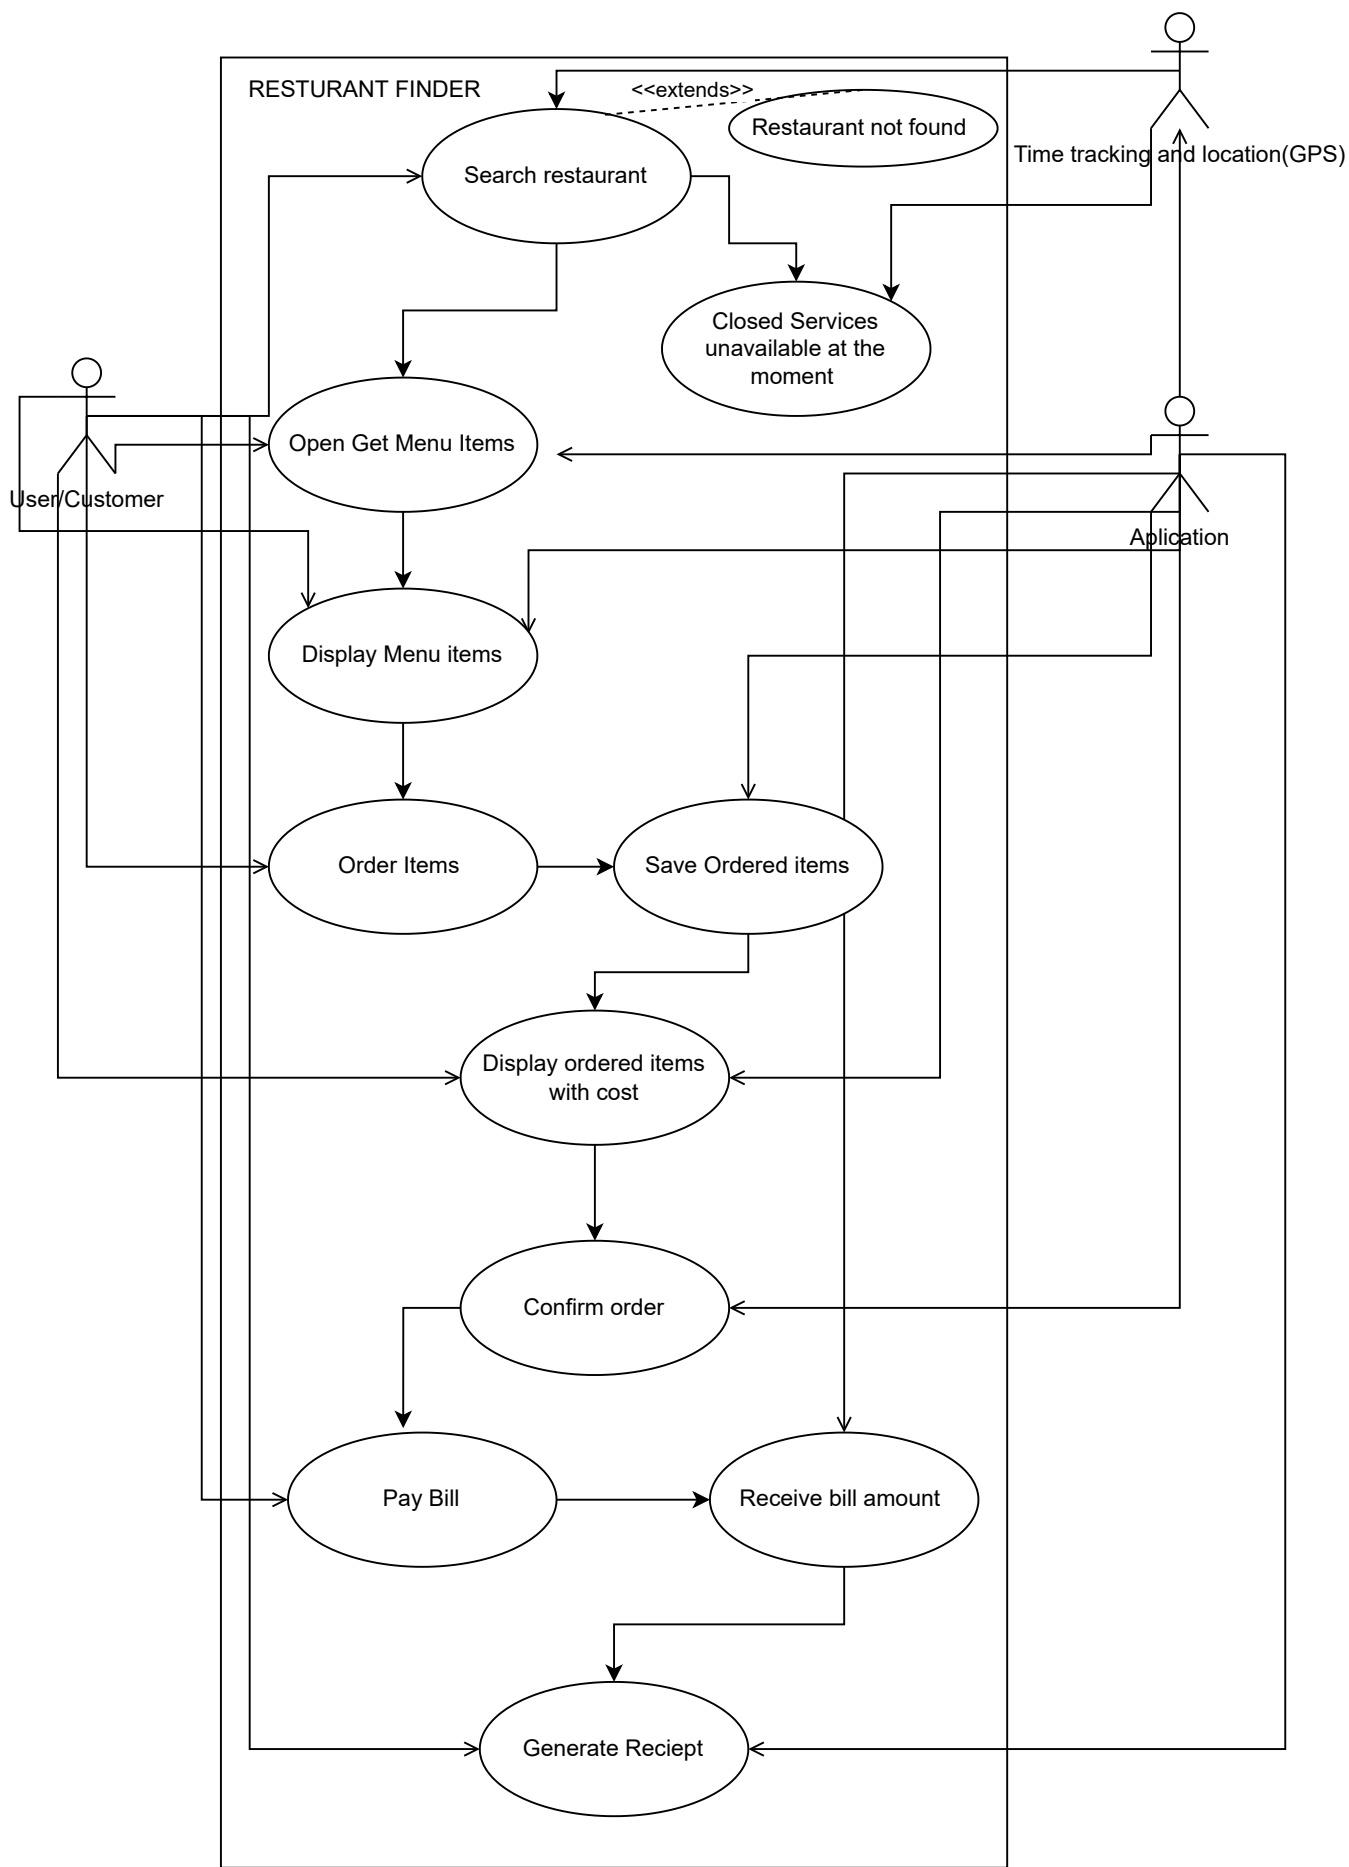 RESTURANT FINDER
<<extends>>
Restaurant not found
Time tracking and location(GPS)
Search restaurant
Closed Services
unavailable at the
moment
Open Get Menu Items
User/Customer
Aplication
Display Menu items
Order Items
Save Ordered items
Display ordered items
with cost
Confirm order
Pay Bill
Receive bill amount
Generate Reciept